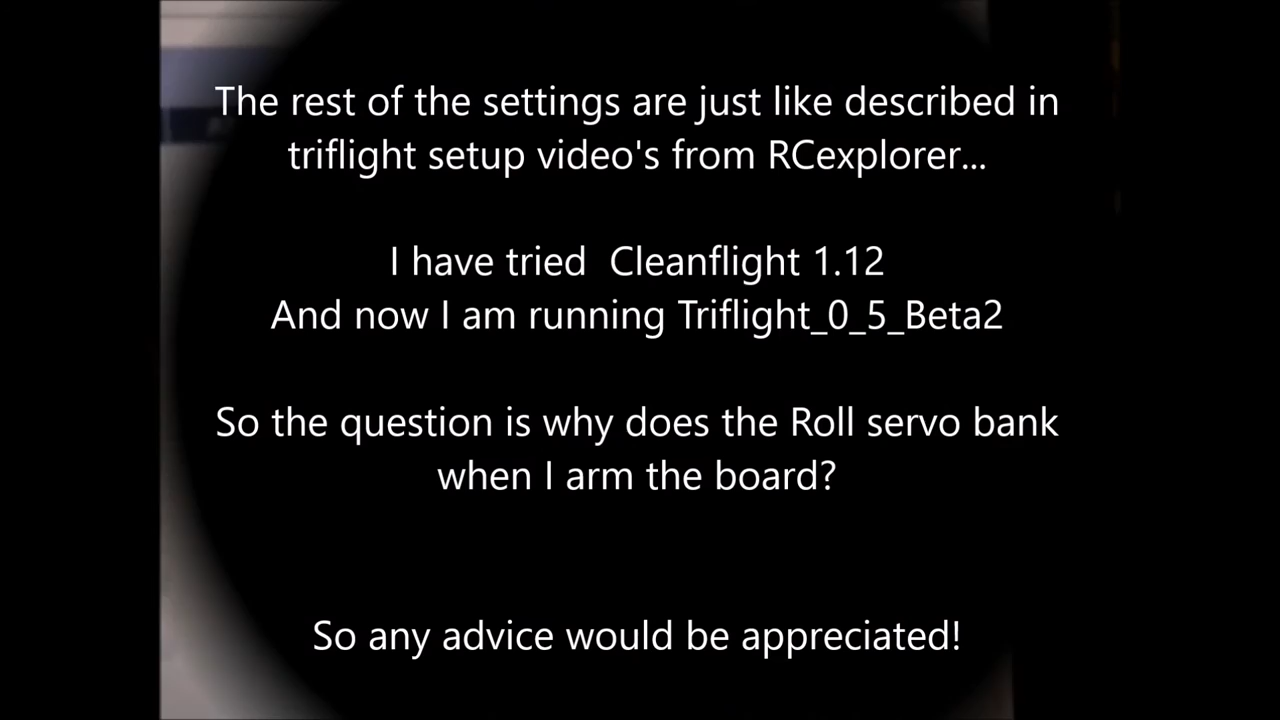 The rest of the settings are just like described in
triflight setup video's from RCexplorer...
I have tried  Cleanflight 1.12
And now I am running Triflight_0_5_Beta2
So the question is why does the Roll servo bank
when I arm the board?
So any advice would be appreciated!